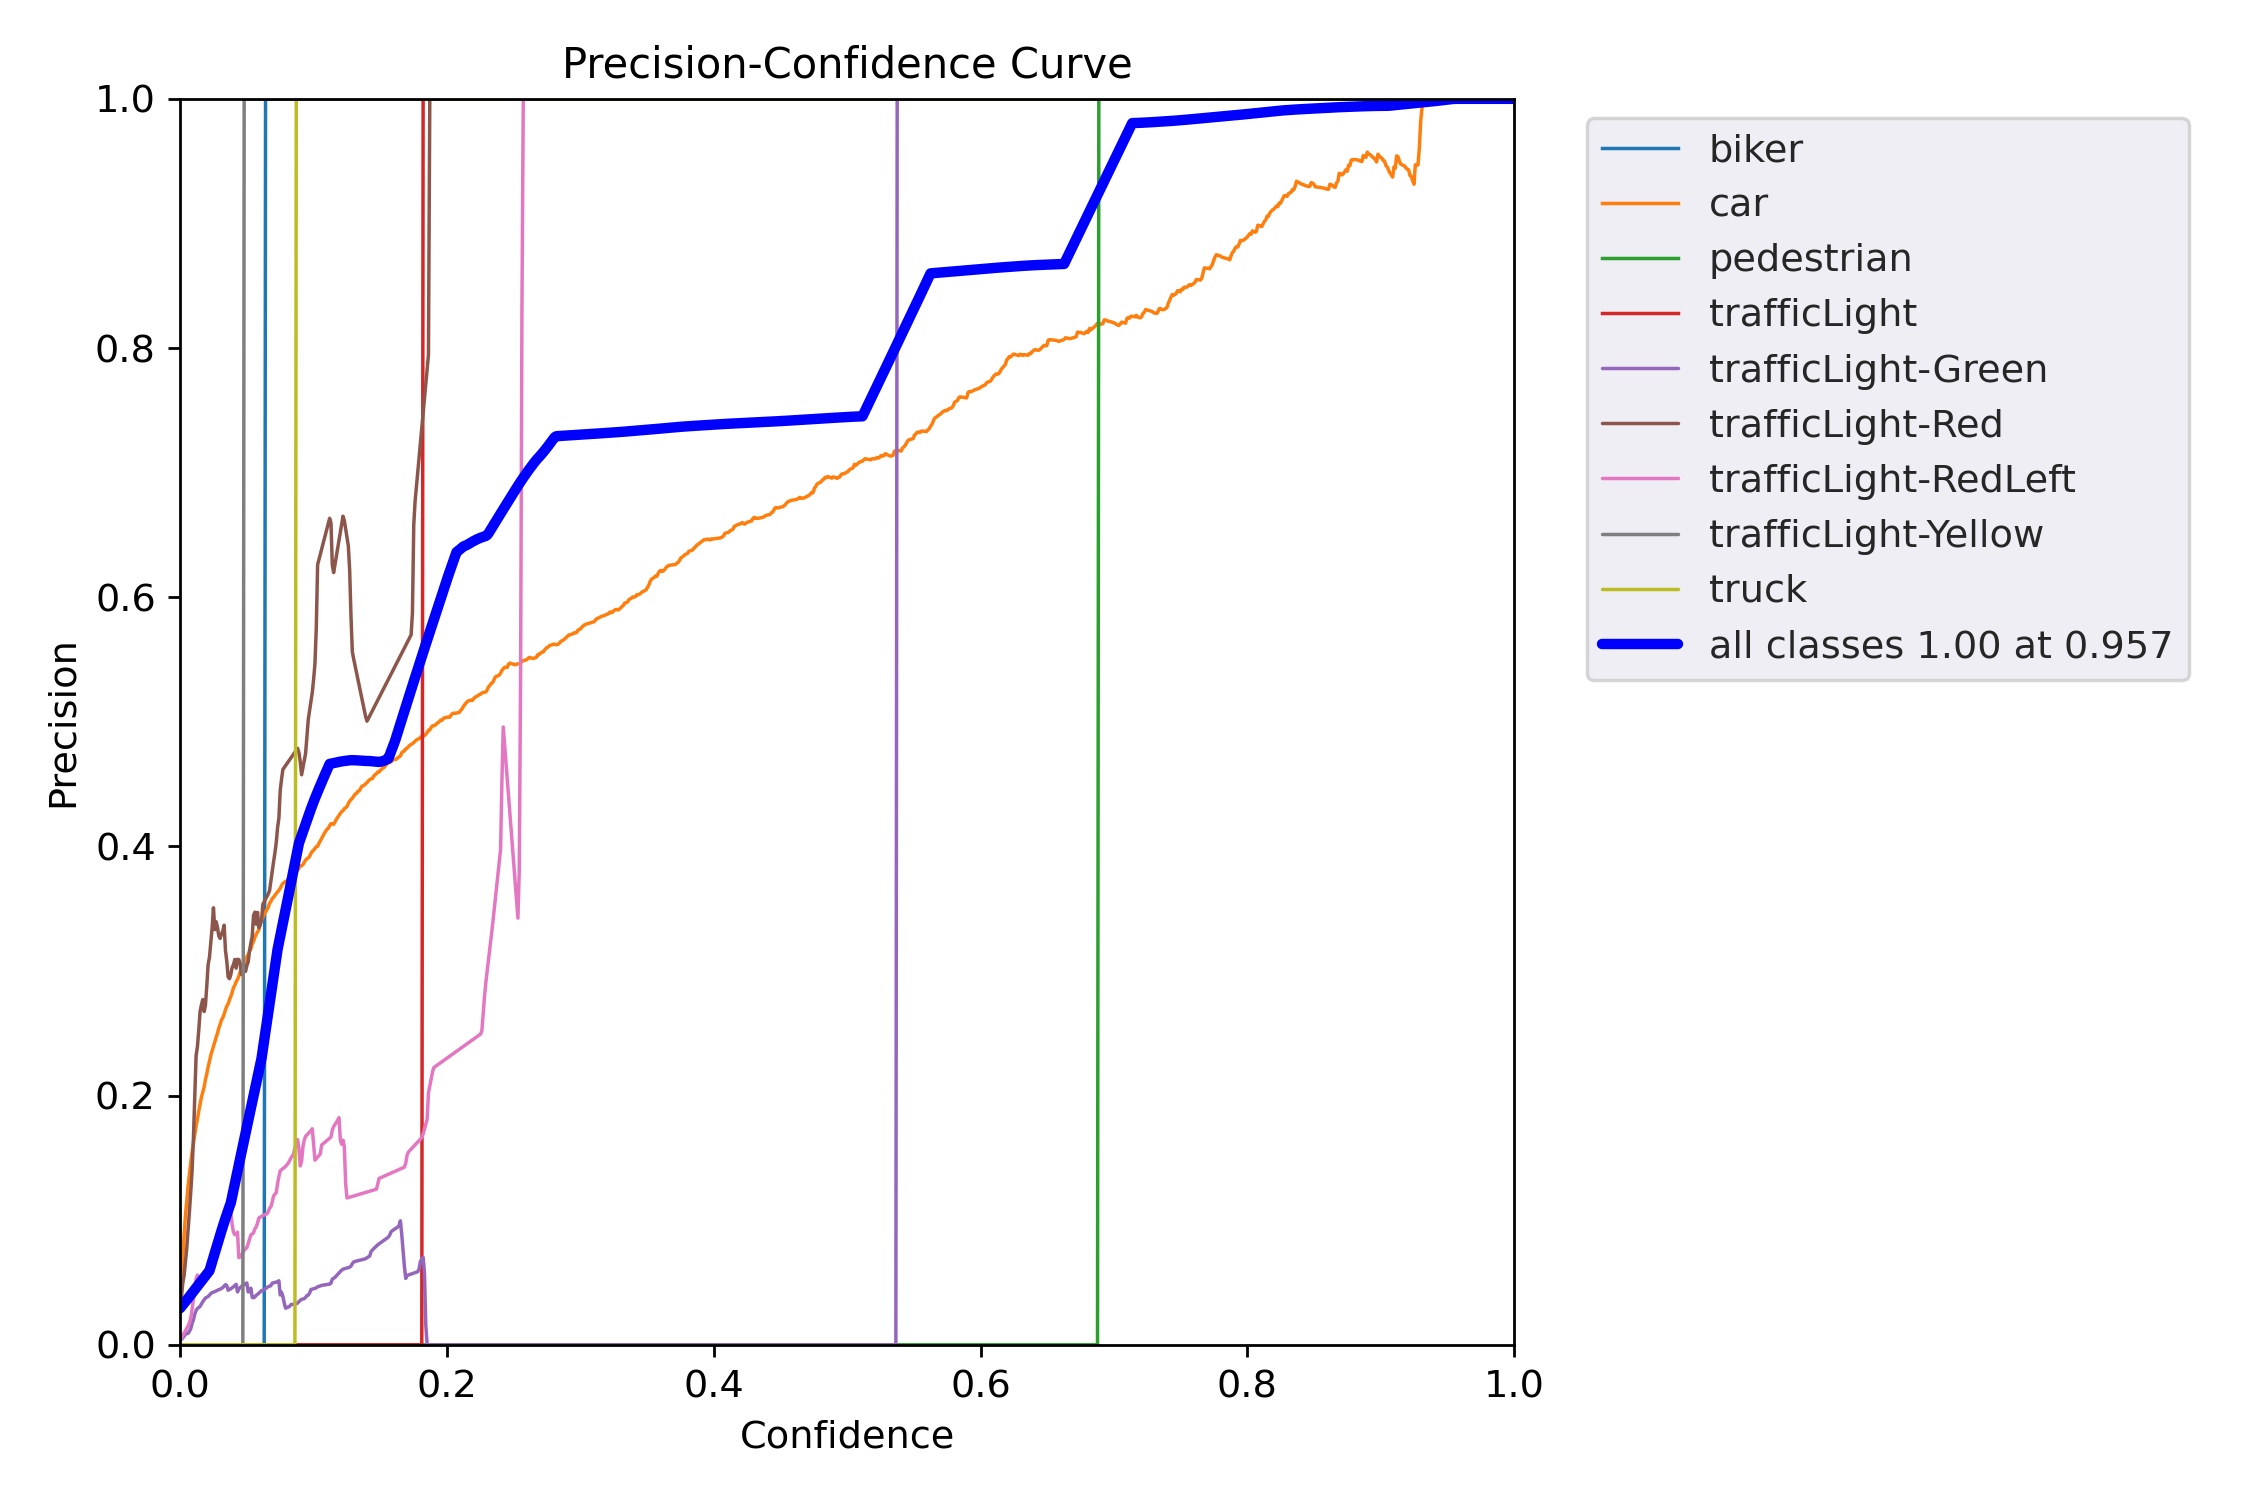 Precision-Confidence Curve
1.0
0.8
0.6
0.4
0.2
0.0
Precision
0.0 0.2 0.4 0.6 0.8 1.0
Confidence
biker
car
pedestrian
trafficLight
trafficLight-Green
trafficLight-Red
trafficLight-RedLeft
trafficLight-Yellow
truck
all classes 1.00 at 0.957